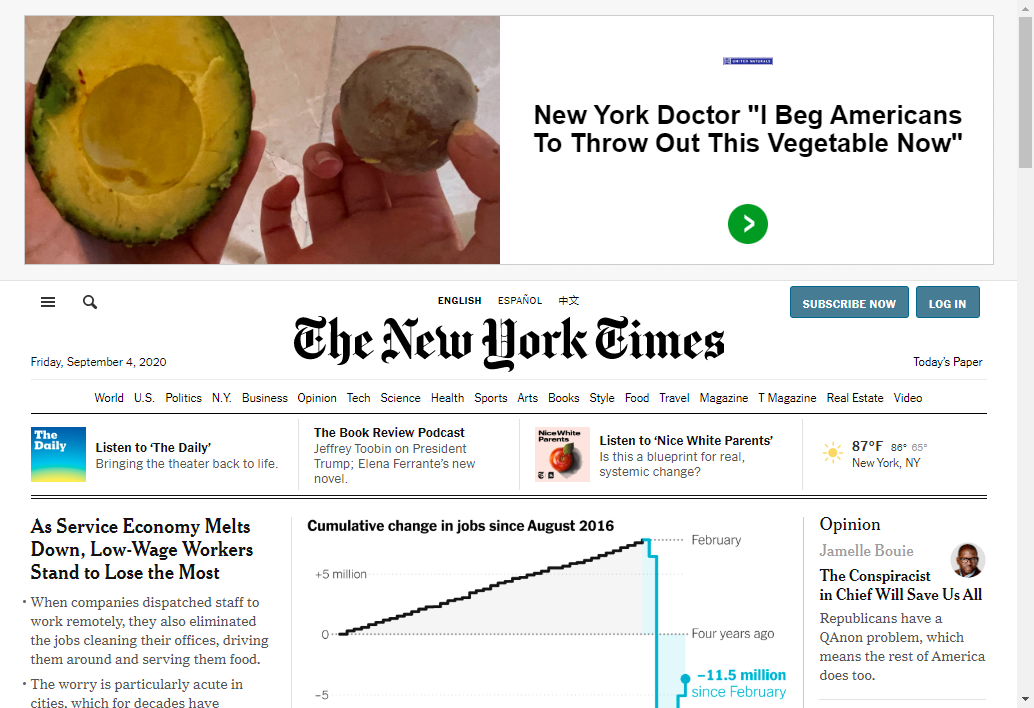 UNITED NATURALS
New York Doctor "I Beg Americans
To Throw Out This Vegetable Now"
ENGLISH ESPAÑOL 中文
SUBSCRIBE NOW LOG IN
The New York Times
Friday, September 4, 2020
Today's Paper
World U.S. Politics N.Y. Business Opinion Tech Science Health Sports Arts Books Style Food Travel Magazine T Magazine Real Estate Video
The
Daily
Listen to ‘The Daily’
Bringing the theater back to life.
The Book Review Podcast
Jeffrey Toobin on President
Trump; Elena Ferrante’s new
novel.
Nice White
Parents
Listen to ‘Nice White Parents’
Is this a blueprint for real,
systemic change?
87°F 86° 65°
New York, NY
As Service Economy Melts
Down, Low-Wage Workers
Stand to Lose the Most
• When companies dispatched staff to
work remotely, they also eliminated
the jobs cleaning their offices, driving
them around and serving them food.
• The worry is particularly acute in
cities, which for decades have
Cumulative change in jobs since August 2016
February
+5 million
0
Four years ago
–11.5 million
since February
–5
Opinion
Jamelle Bouie
The Conspiracist
in Chief Will Save Us All
Republicans have a
QAnon problem, which
means the rest of America
does too.